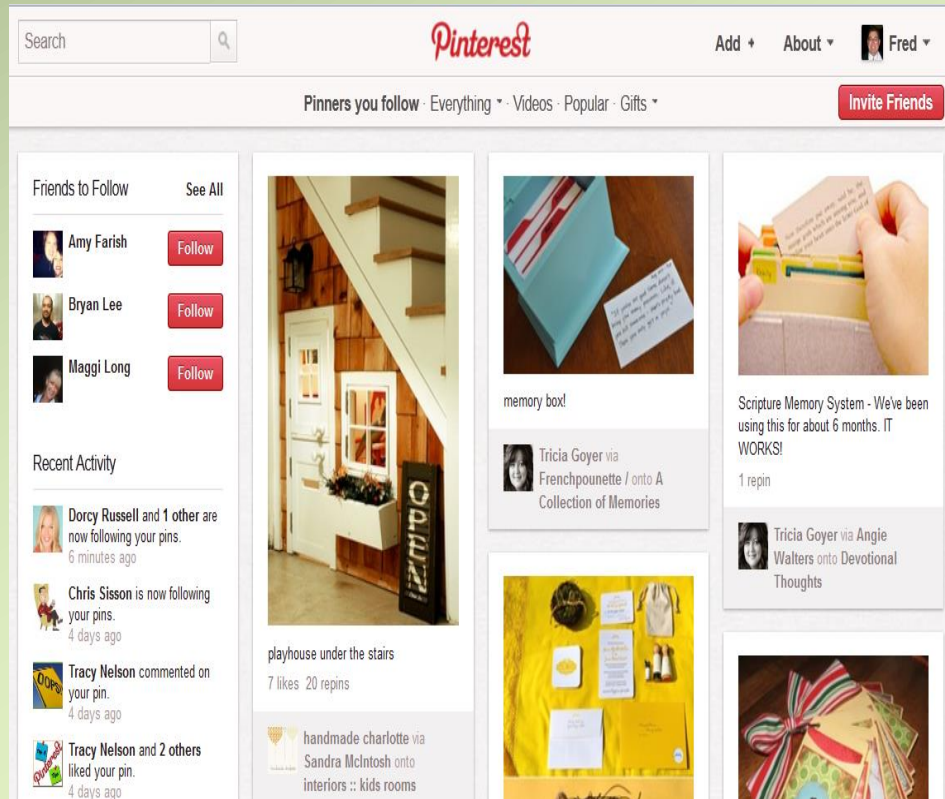 Search
Pinterest
Add +
About
Fred
Pinners you follow · Everything · Videos · Popular · Gifts
Invite Friends
Friends to Follow
See All
Amy Farish
Follow
Bryan Lee
Follow
Maggi Long
Follow
Recent Activity
Dorcy Russell and 1 other are
now following your pins.
6 minutes ago
Chris Sisson is now following
your pins.
4 days ago
OOPS!
Tracy Nelson commented on
your pin.
4 days ago
Pinterest
Tracy Nelson and 2 others
liked your pin.
4 days ago
OPEN
playhouse under the stairs
7 likes 20 repins
handmade charlotte via
Sandra McIntosh onto
interiors :: kids rooms
memory box!
Tricia Goyer via
Frenchpounette / onto A
Collection of Memories
Scripture Memory System - We've been
using this for about 6 months. IT
WORKS!
1 repin
Tricia Goyer via Angie
Walters onto Devotional
Thoughts